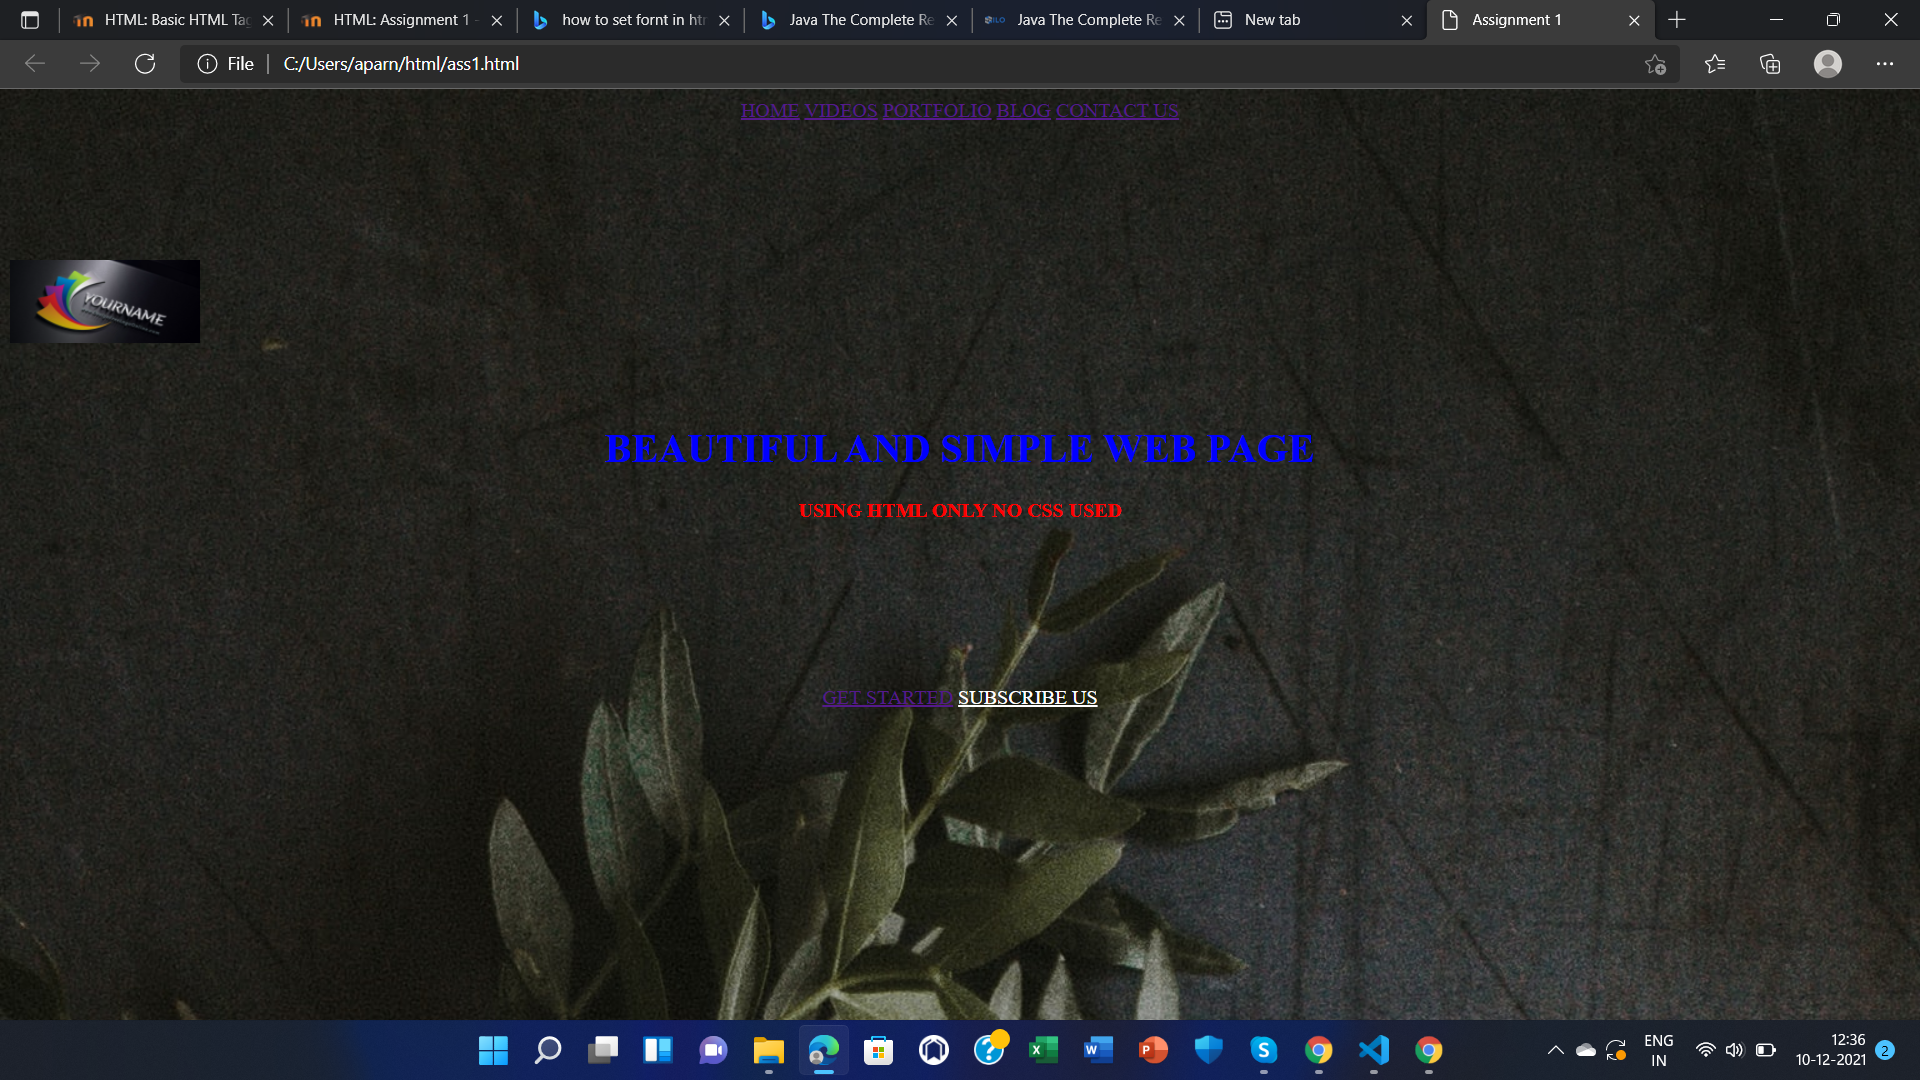 HTML: Basic HTML Tag
HTML: Assignment 1 -
how to set fornt in htm
Java The Complete Re
Java The Complete Re
New tab
Assignment 1
File
C:/Users/aparn/html/ass1.html
HOME VIDEOS PORTFOLIO BLOG CONTACT US
YOURNAME
BEAUTIFUL AND SIMPLE WEB PAGE
USING HTML ONLY NO CSS USED
GET STARTED SUBSCRIBE US
ENG
IN
12:36
10-12-2021
2